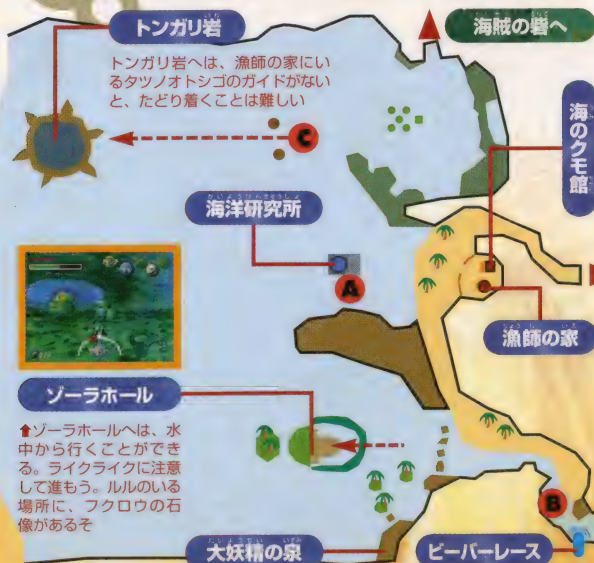 トンガリ岩
トンガリ岩へは、漁師の家にい
るタツノオトシゴのガイドがない
と、たどり着くことは難しい
海賊の砦へ
C
海のクモ館
海洋研究所
A
漁師の家
ゾーラホール
⬆ゾーラホールへは、水
中から行くことができ
る。ライクライクに注意
して進もう。ルルのいる
場所に、フクロウの石
像があるぞ
B
大妖精の泉
ビーバーレース